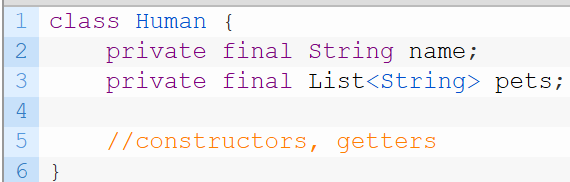 1 class Human {
2     private final String name;
3     private final List<String> pets;
4
5     //constructors, getters
6 }